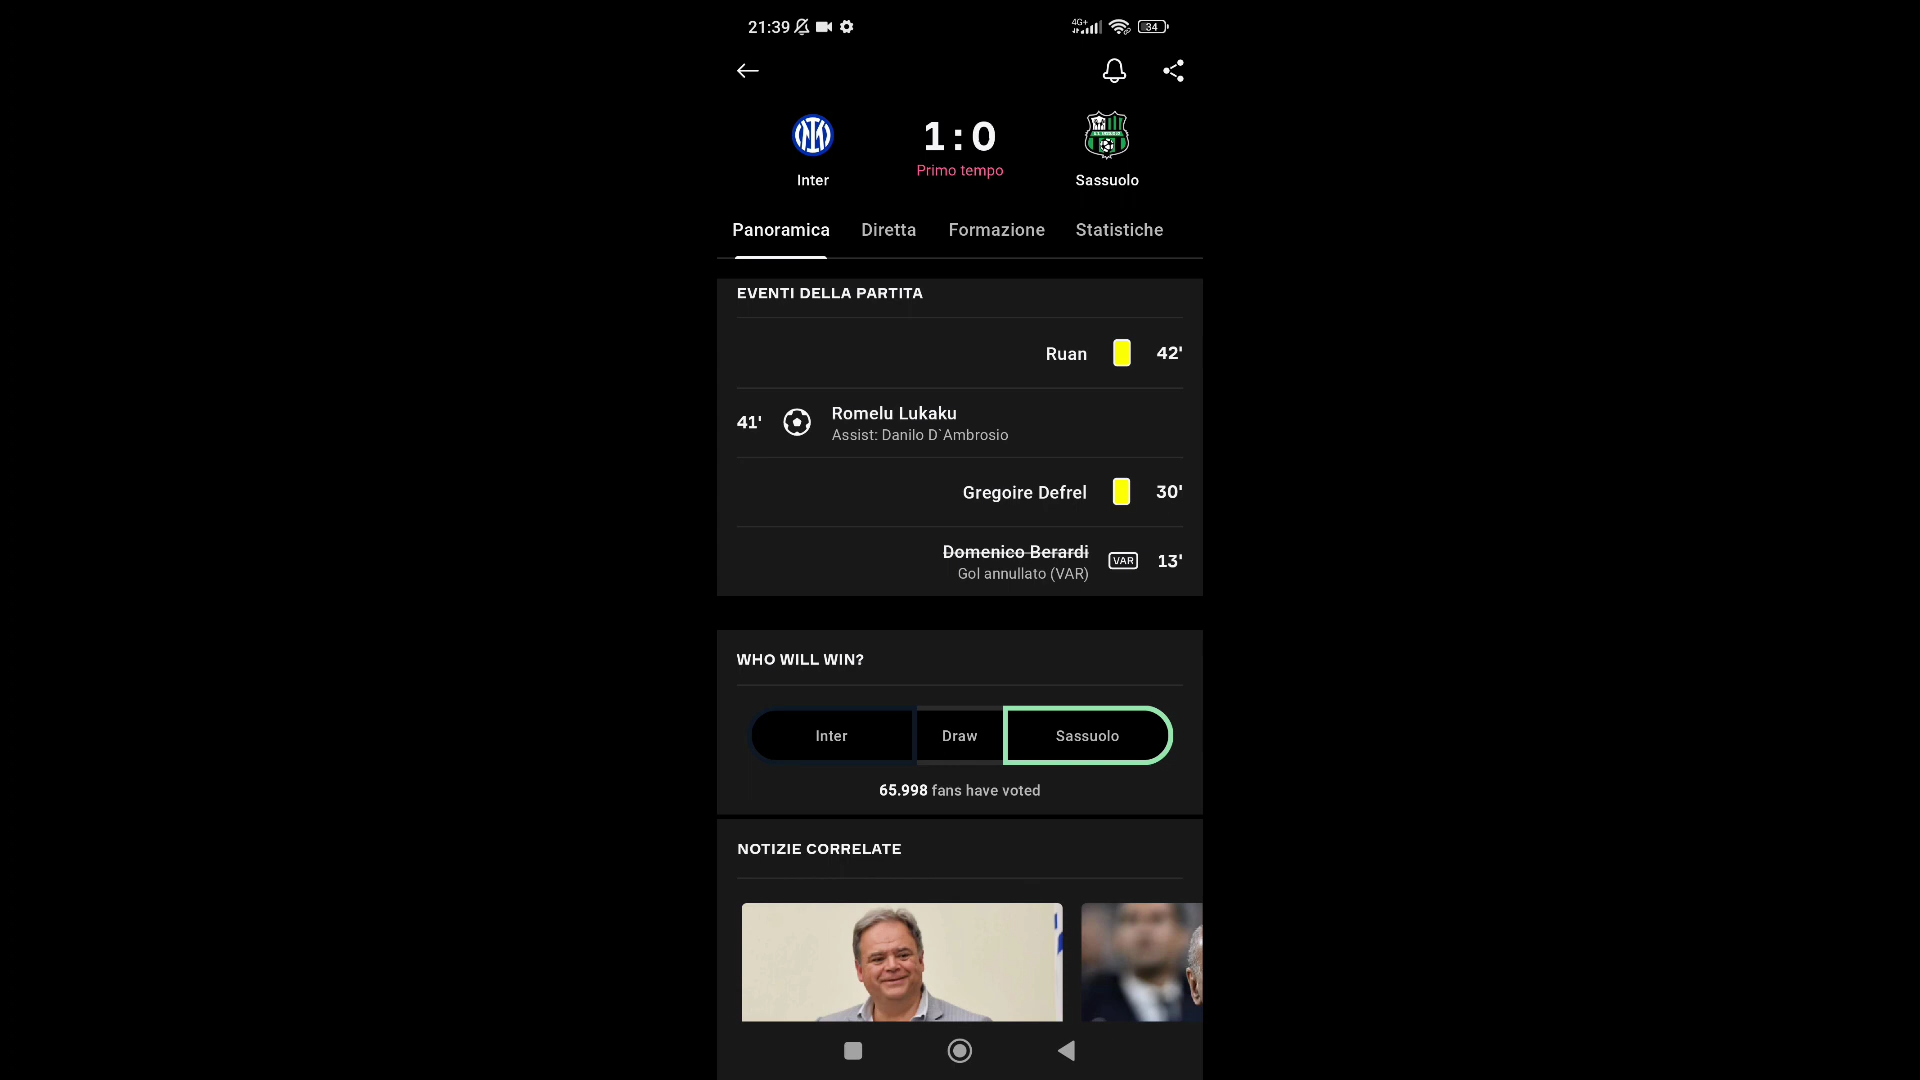 21:39
4G+
34
1:0
Primo tempo
Inter
Sassuolo
Panoramica
Diretta
Formazione
Statistiche
EVENTI DELLA PARTITA
Ruan
42'
41'
Romelu Lukaku
Assist: Danilo D`Ambrosio
Gregoire Defrel
30'
Domenico Berardi
Gol annullato (VAR)
VAR
13'
WHO WILL WIN?
Inter
Draw
Sassuolo
65.998 fans have voted
NOTIZIE CORRELATE